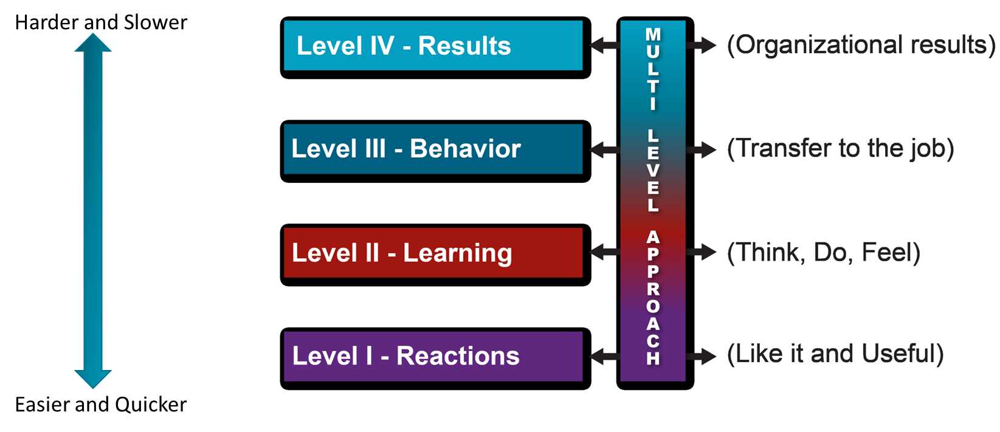 Harder and Slower
Level IV - Results
(Organizational results)
Level III - Behavior
(Transfer to the job)
Level II - Learning
(Think, Do, Feel)
Level I - Reactions
(Like it and Useful)
MULTI LEVEL APPROACH
Easier and Quicker